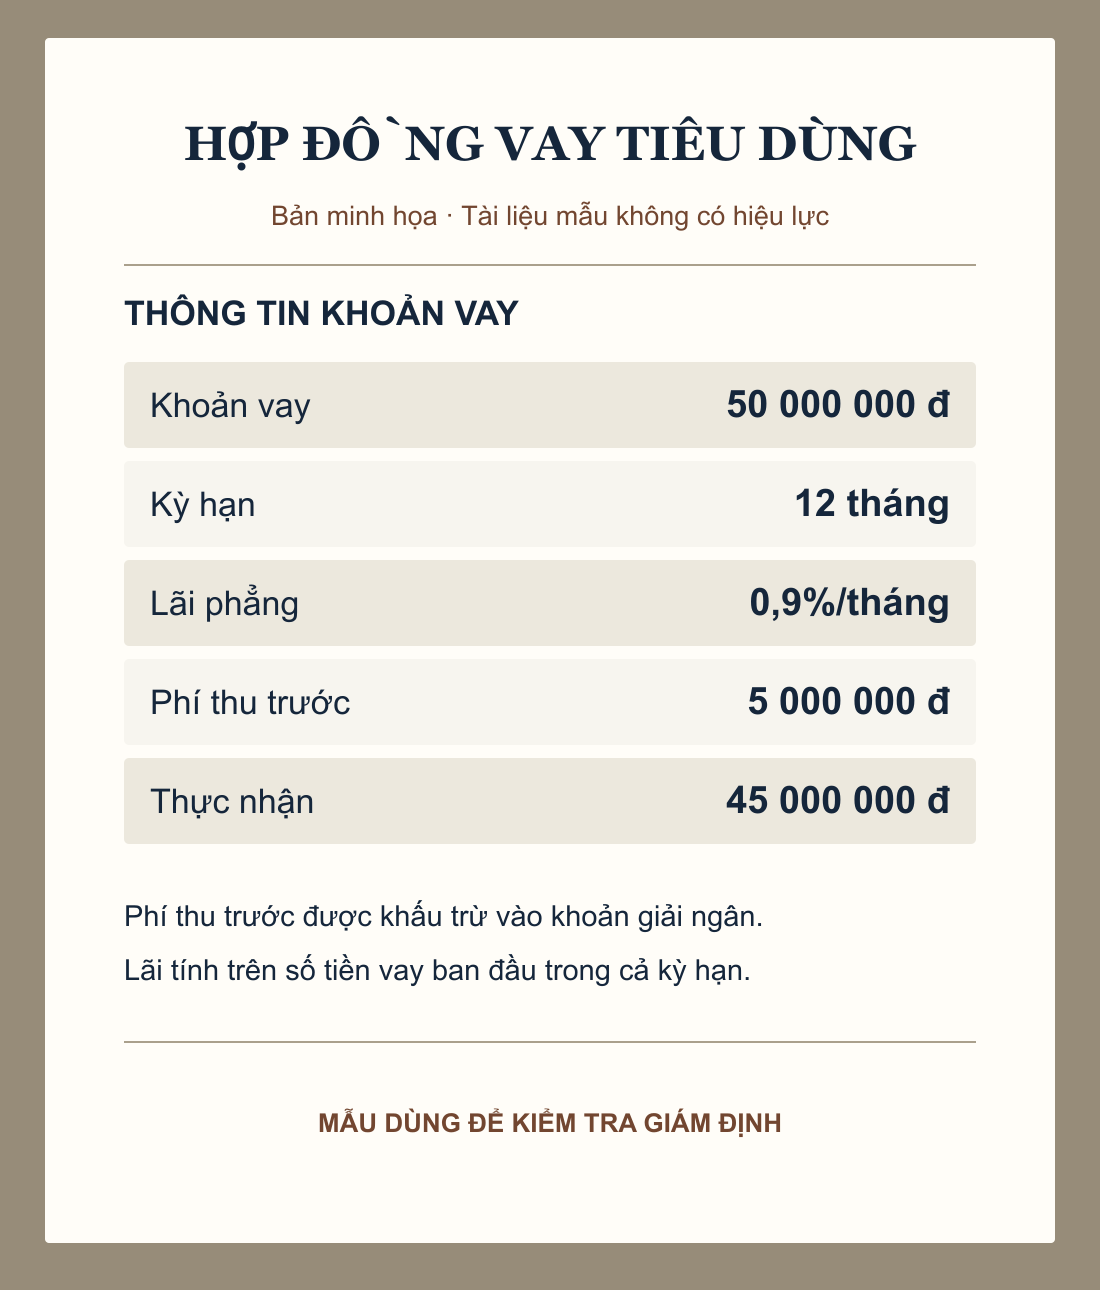 HỢP ĐỒNG VAY TIÊU DÙNG
Bản minh họa · Tài liệu mẫu không có hiệu lực
THÔNG TIN KHOẢN VAY
Khoản vay 50 000 000 đ
Kỳ hạn 12 tháng
Lãi phẳng 0,9%/tháng
Phí thu trước 5 000 000 đ
Thực nhận 45 000 000 đ
Phí thu trước được khấu trừ vào khoản giải ngân.
Lãi tính trên số tiền vay ban đầu trong cả kỳ hạn.
MẪU DÙNG ĐỂ KIỂM TRA GIÁM ĐỊNH